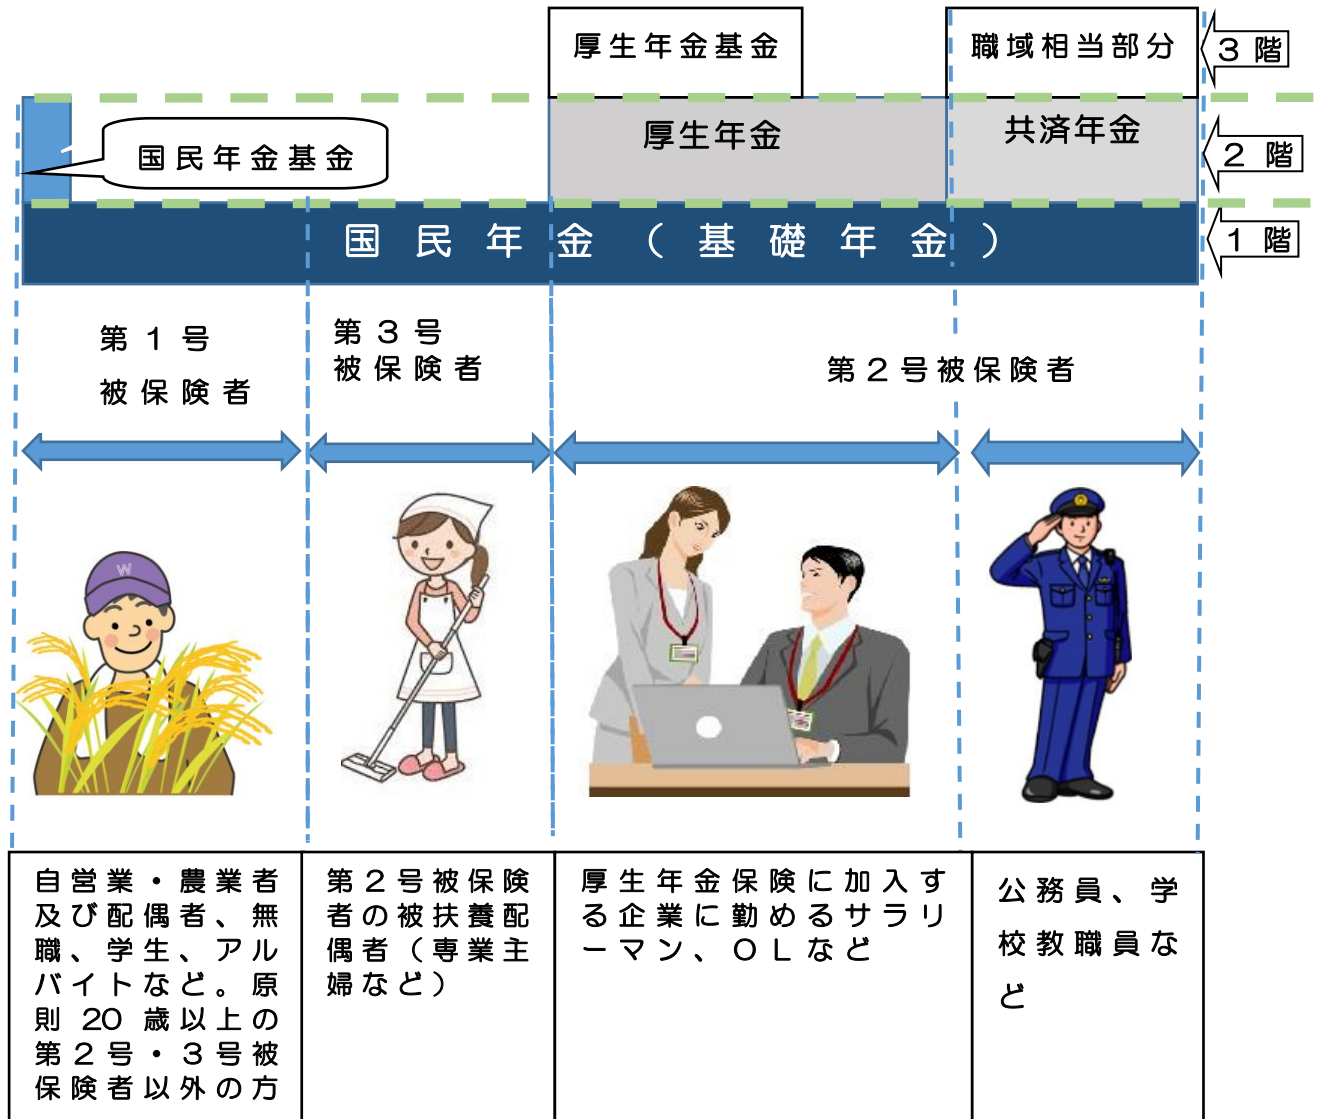 厚生年金基金
職域相当部分
3 階
厚生年金
共済年金
国民年金基金
2 階
国民年金（基礎年金）
1 階
第1号
被保険者
第3号
被保険者
第2号被保険者
W
自営業・農業者
及び配偶者、無
職、学生、アル
バイトなど。原
則 20 歳以上の
第2号・3号被
保険者以外の方
第2号被保険
者の被扶養配
偶者（専業主
婦など）
厚生年金保険に加入す
る企業に勤めるサラリ
ーマン、OLなど
公務員、学
校教職員な
ど